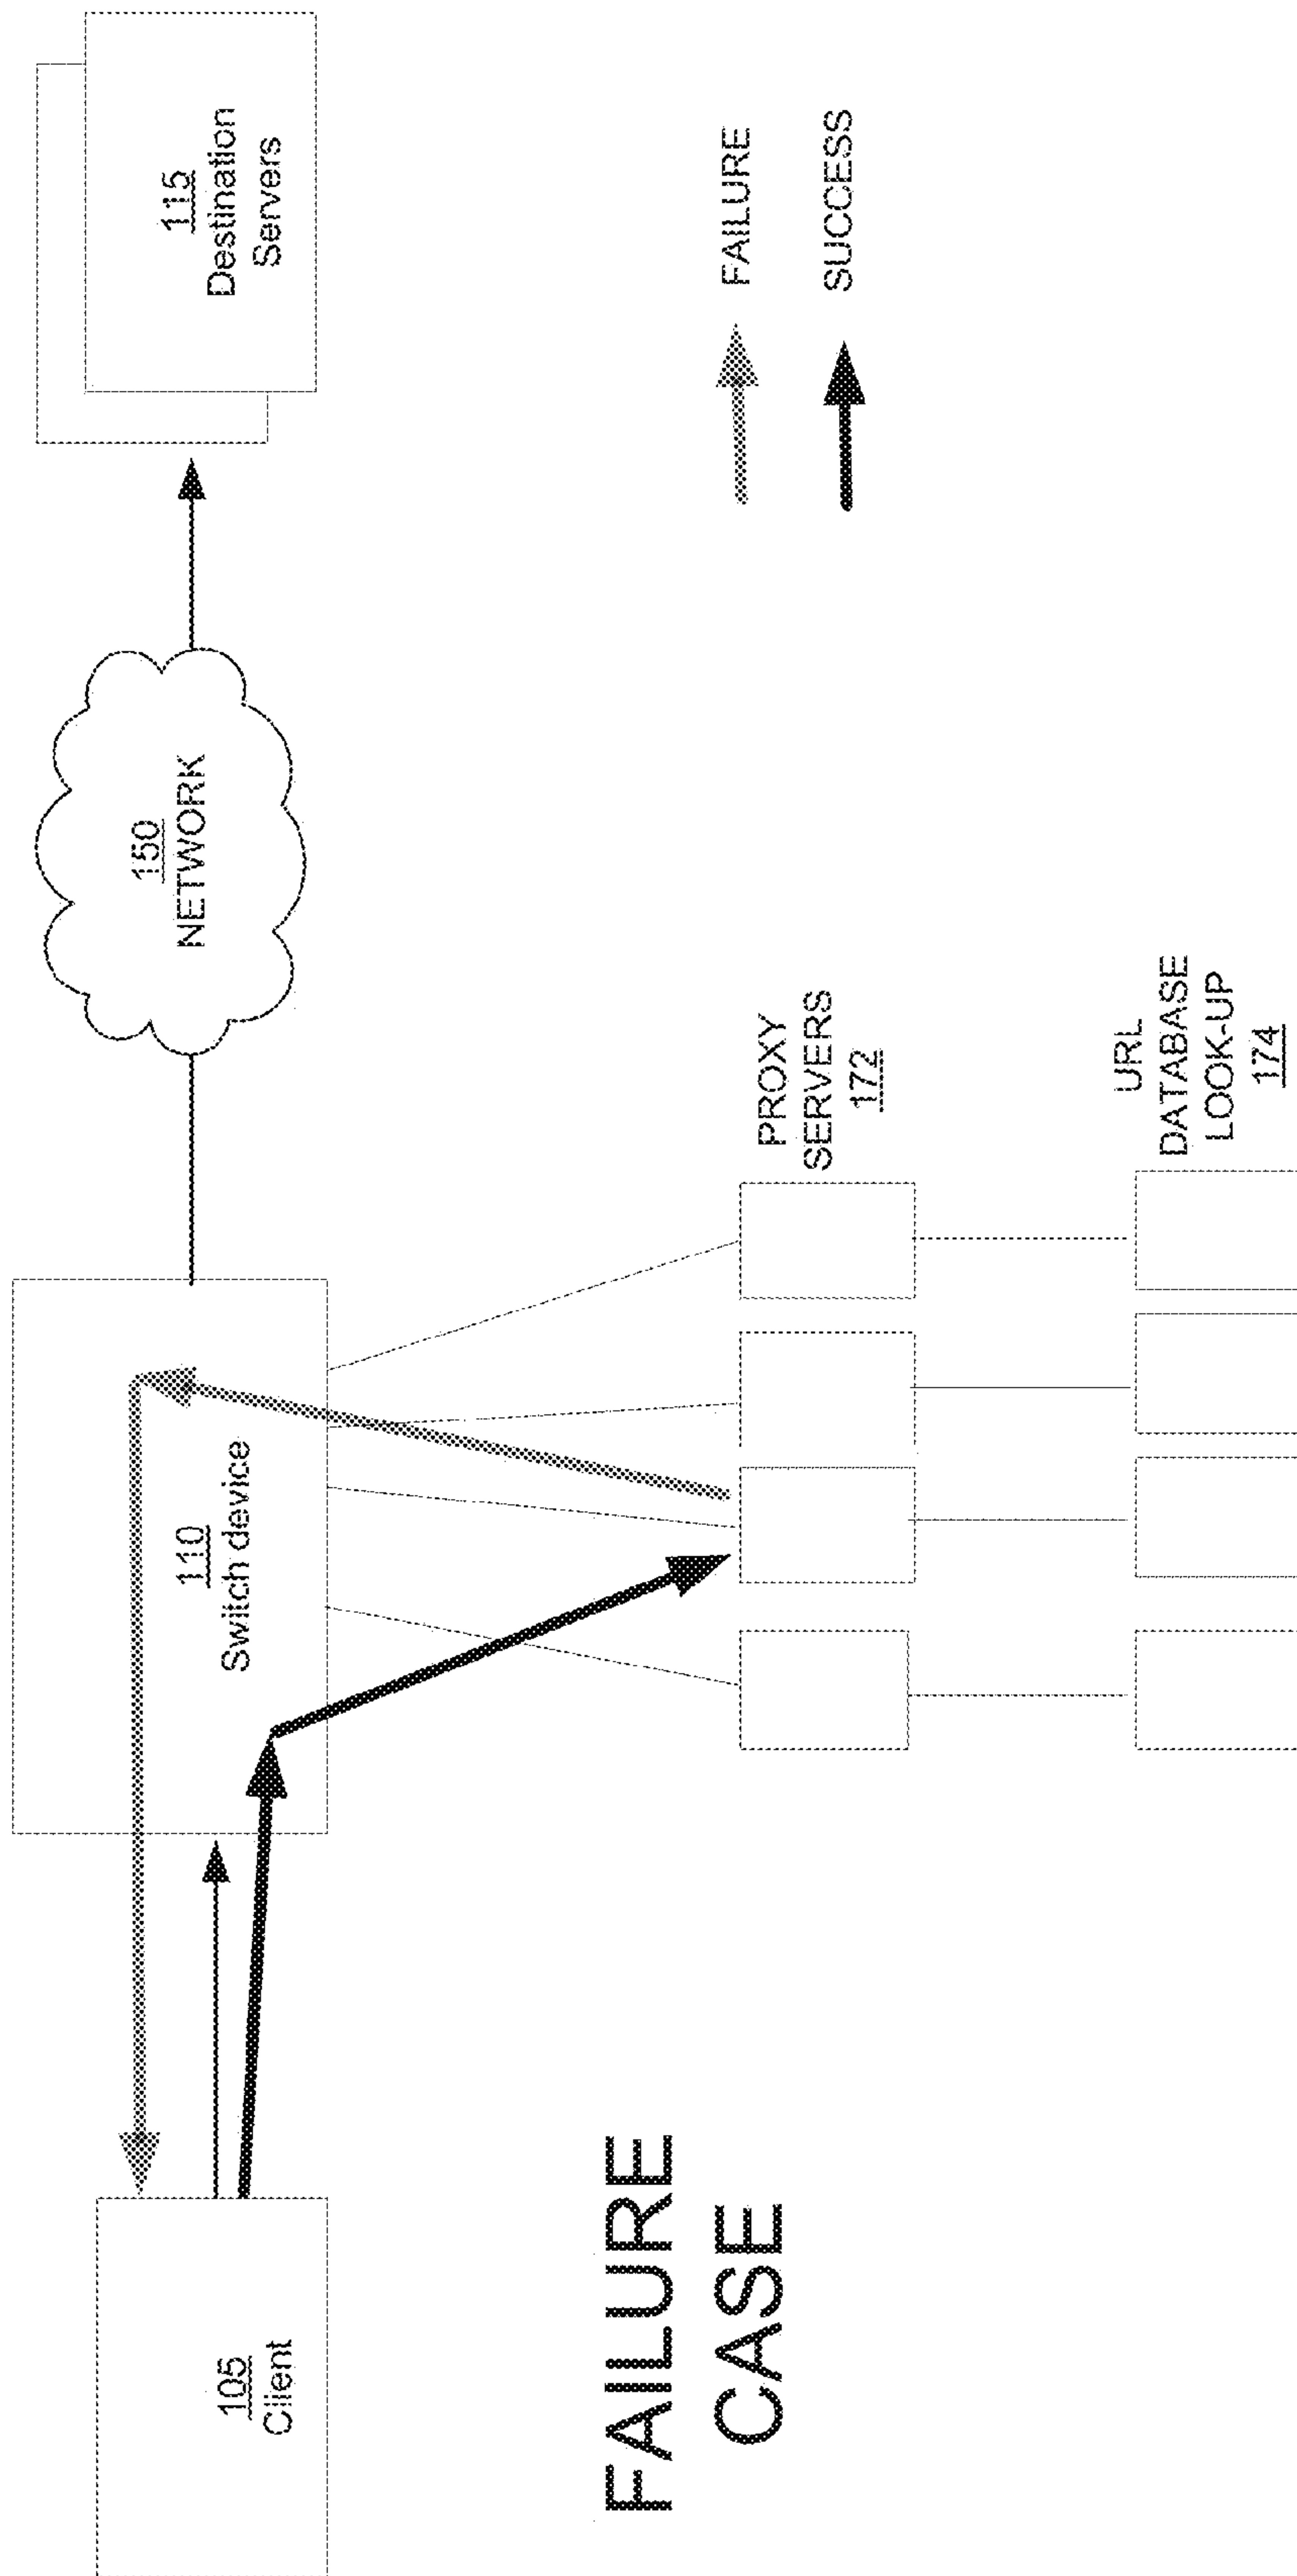 105
Client
110
Switch device
150
NETWORK
115
Destination
Servers
FAILURE
CASE
PROXY
SERVERS
172
URL
DATABASE
LOOK-UP
174
FAILURE
SUCCESS